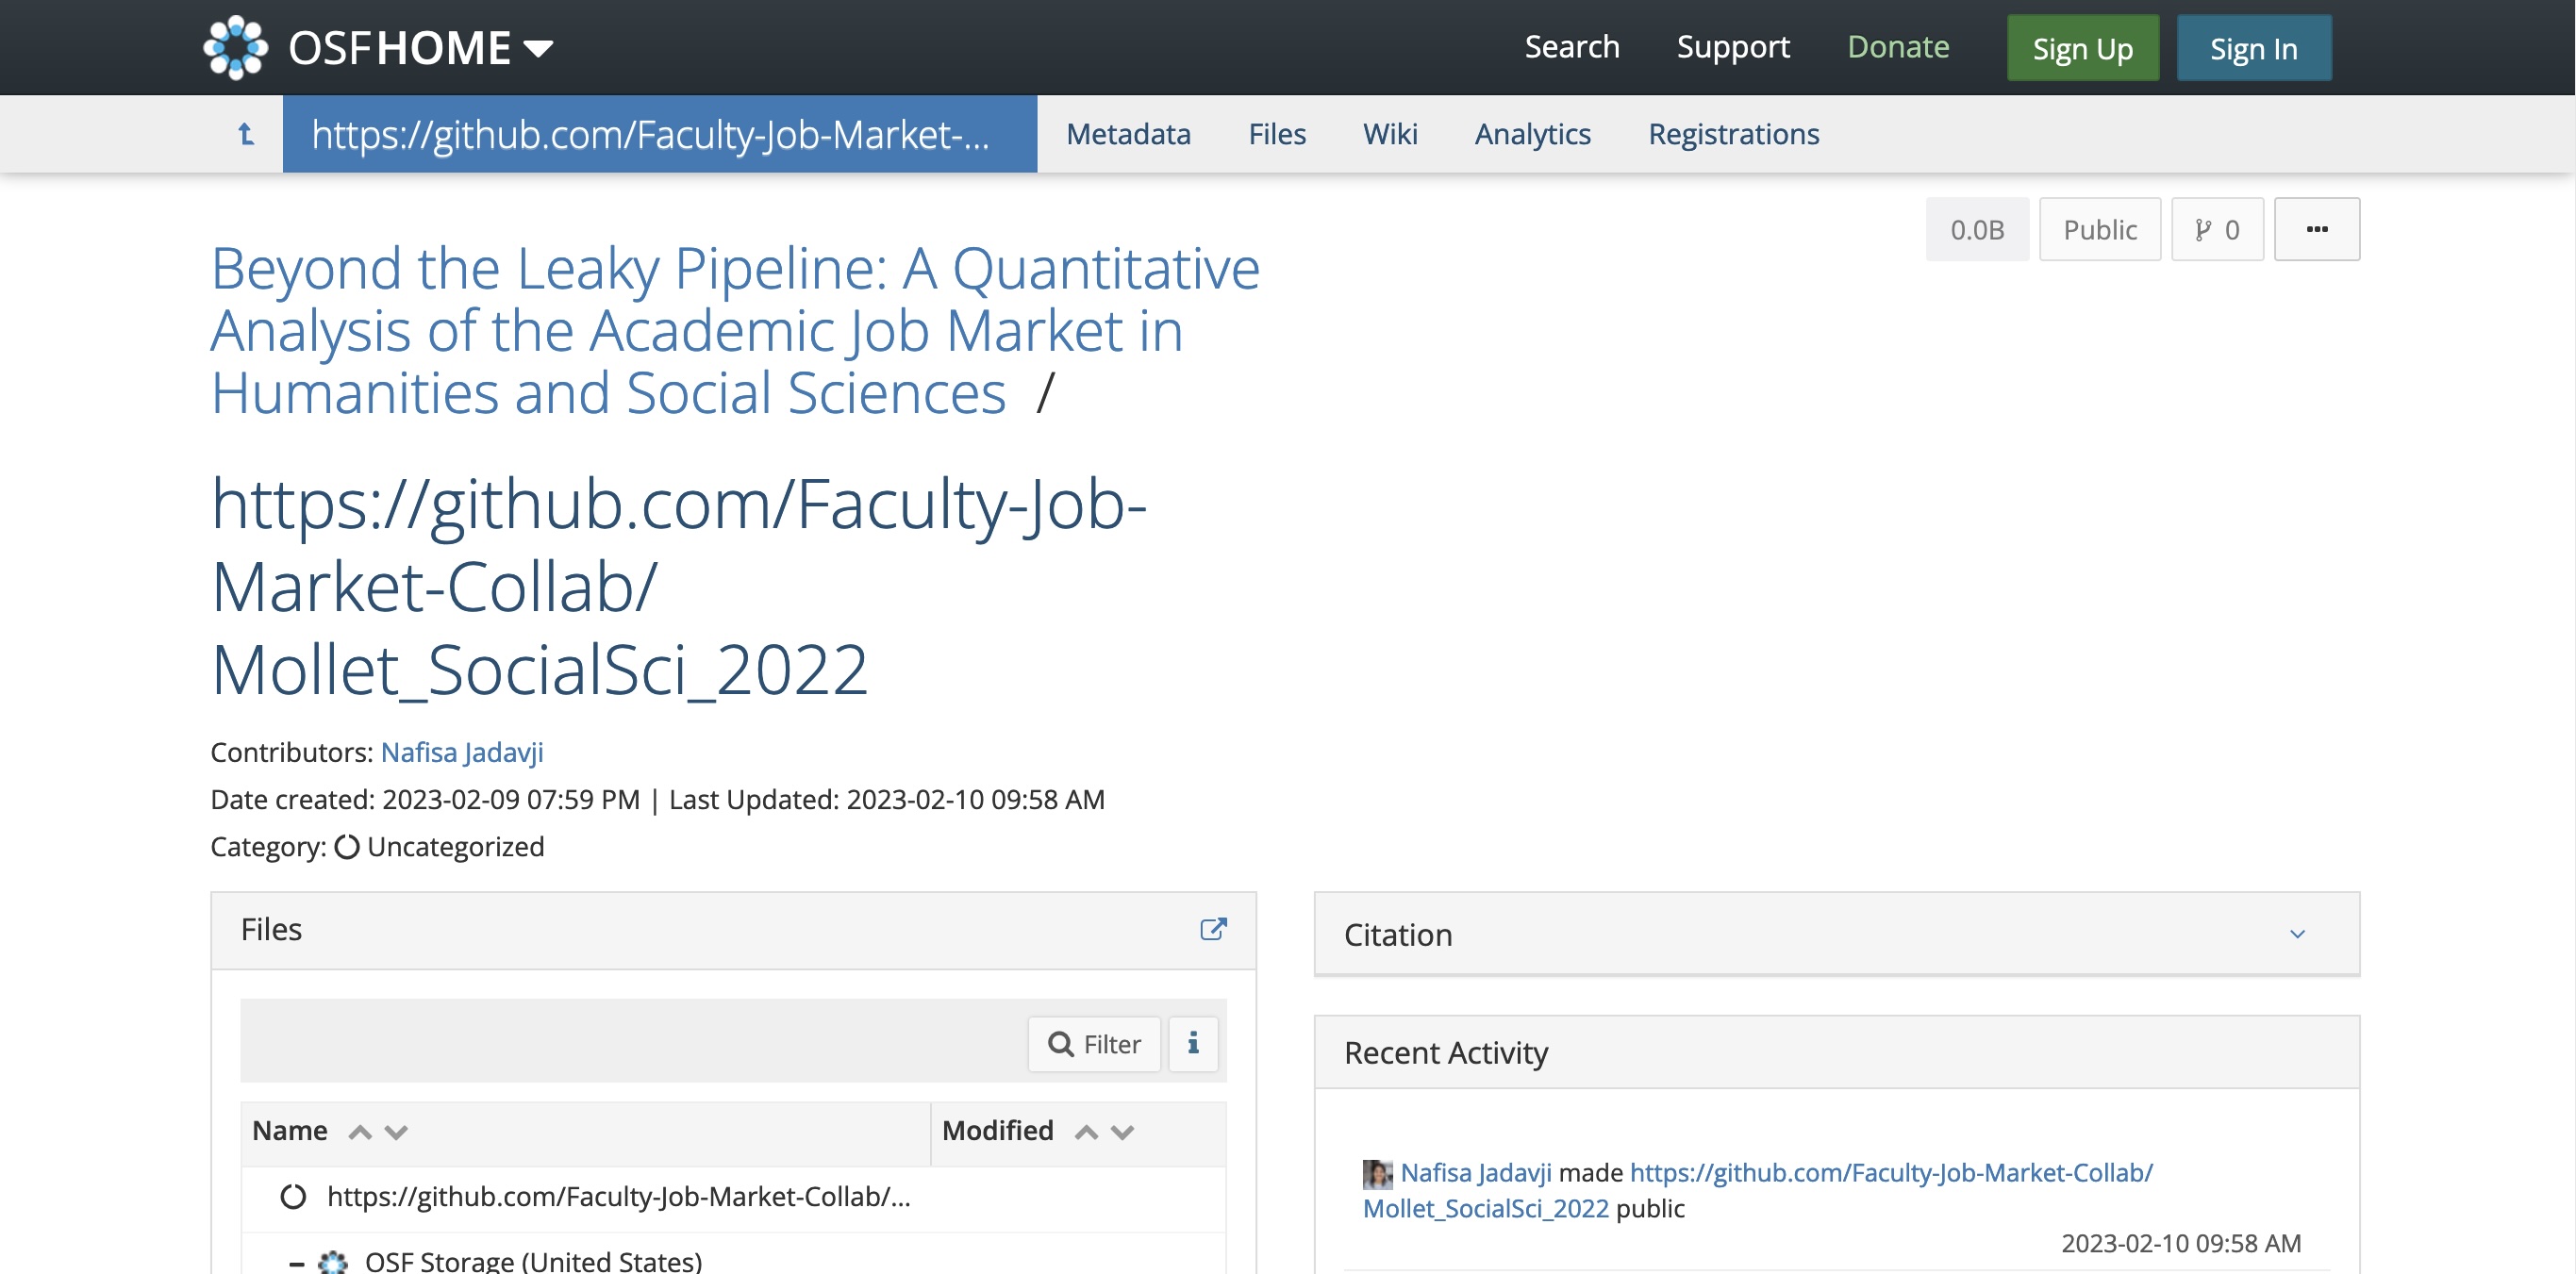 OSFHOME
Search Support Donate Sign Up Sign In
https://github.com/Faculty-Job-Market-... Metadata Files Wiki Analytics Registrations
0.0B Public 0 ...
Beyond the Leaky Pipeline: A Quantitative
Analysis of the Academic Job Market in
Humanities and Social Sciences /
https://github.com/Faculty-Job-
Market-Collab/
Mollet_SocialSci_2022
Contributors: Nafisa Jadavji
Date created: 2023-02-09 07:59 PM | Last Updated: 2023-02-10 09:58 AM
Category: Uncategorized
Files
Filter i
Name Modified
https://github.com/Faculty-Job-Market-Collab/...
OSF Storage (United States)
Citation
Recent Activity
Nafisa Jadavji made https://github.com/Faculty-Job-Market-Collab/
Mollet_SocialSci_2022 public
2023-02-10 09:58 AM